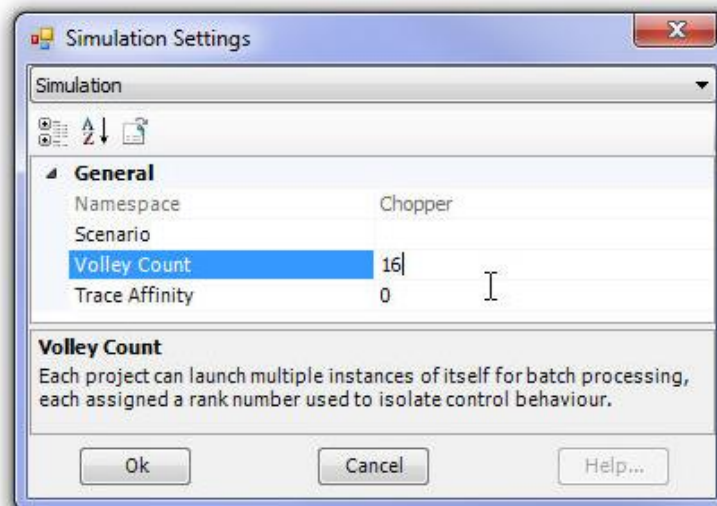 Simulation Settings
Simulation
General
Namespace Chopper
Scenario
Volley Count 16
Trace Affinity 0
Volley Count
Each project can launch multiple instances of itself for batch processing,
each assigned a rank number used to isolate control behaviour.
Ok Cancel Help...